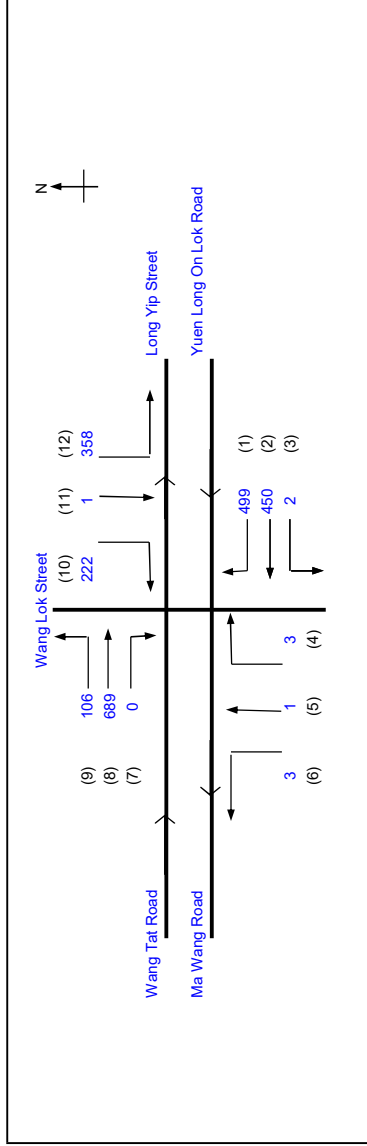 N
Wang Lok Street
(10) (11) (12)
222 1 358
(9) 106
(8) 689
(7) 0
Wang Tat Road
Long Yip Street
Ma Wang Road
Yuen Long On Lok Road
499 (1)
450 (2)
2 (3)
3 1 3
(6) (5) (4)